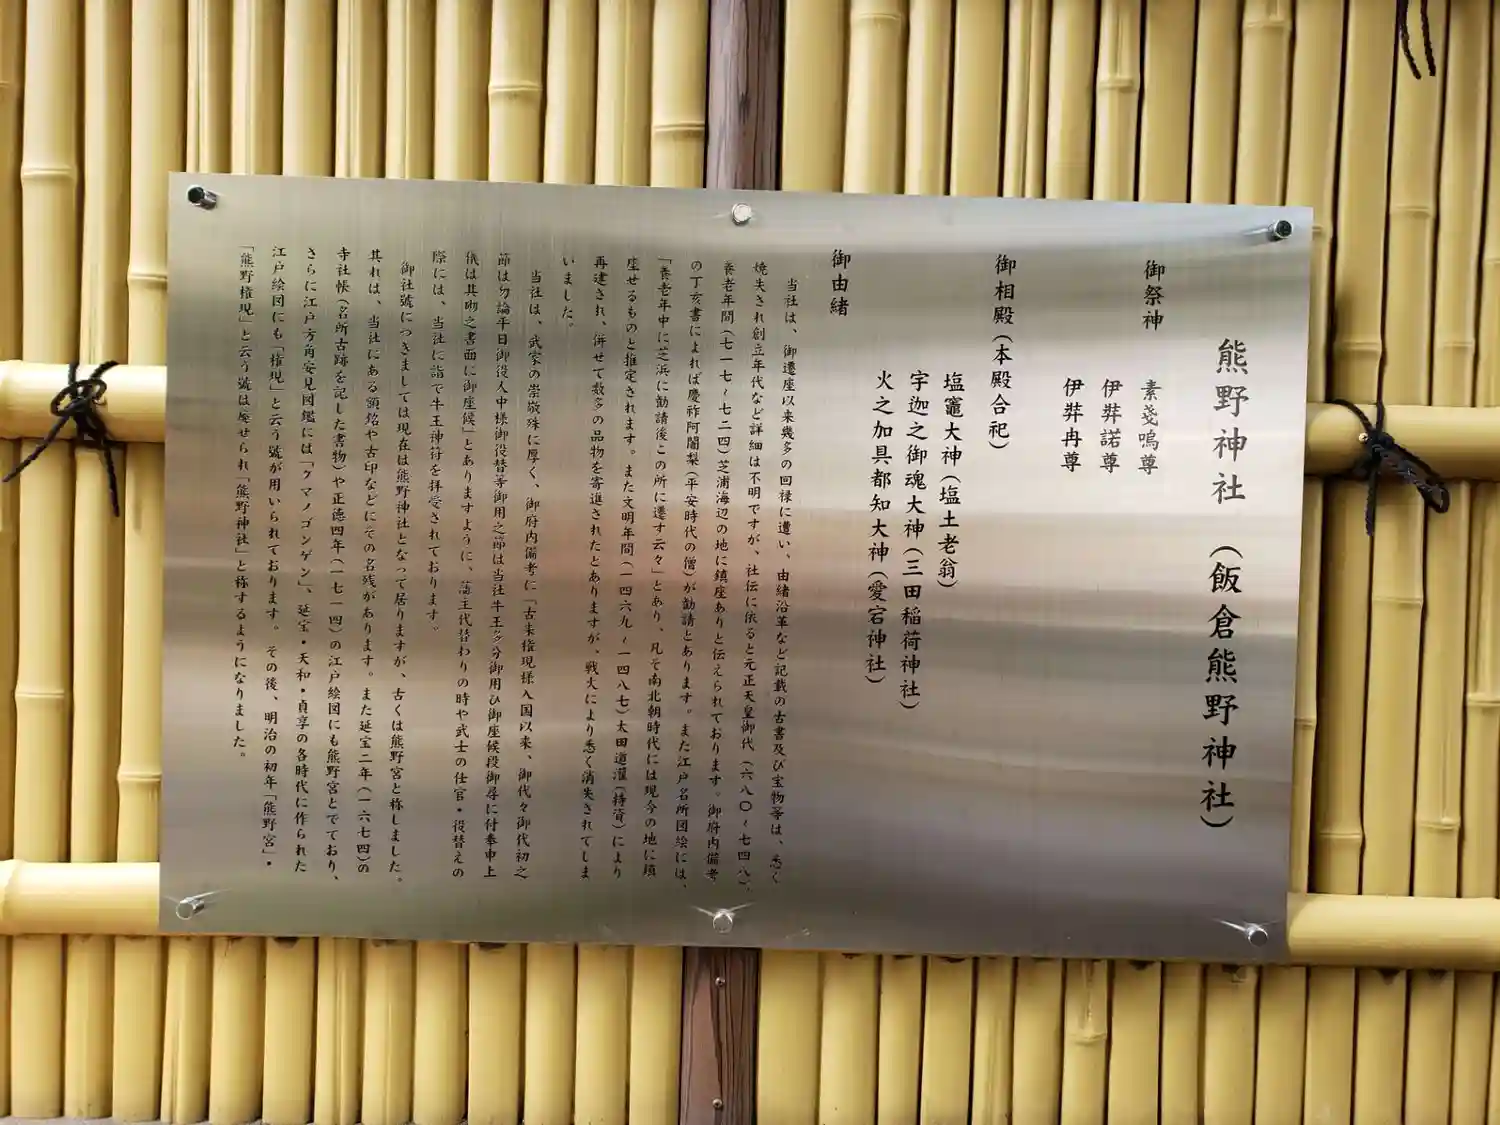 熊野神社 (飯倉熊野神社)
御祭神
素戔嗚尊
伊弉諾尊
伊弉冉尊
御相殿(本殿合祀)
塩竈大神(塩土老翁)
宇迦之御魂大神(三田稲荷神社)
火之加具都知大神(愛宕神社)
御由緒
当社は、御遷座以来幾多の回禄に遭い、由緒沿革など記載の古書及び宝物等は、悉く
焼失され創立年代など詳細は不明ですが、社伝に依ると元正天皇御代(六八〇~七四八)、
養老年間(七一七~七二四)芝浦海辺の地に鎮座ありと伝えられております。御府内備考
の丁亥書によれば慶祚阿闍梨(平安時代の僧)が勧請とあります。また江戸名所図絵には、
「養老年中に芝浜に勧請後この所に遷す云々」とあり、凡そ南北朝時代には現今の地に鎮
座せるものと推定されます。また文明年間(一四六九~一四八七)太田道灌(持資)により
再建され、併せて数多の品物を寄進されたとありますが、戦火により悉く消失されてしま
いました。
当社は、武家の崇敬殊に厚く、御府内備考に「古来権現様入国以来、御代々御代初之
節は勿論平日御役人中様御役替等御用之節は当社牛王多分御用ひ御座候段御尋に付奉申上
候は其砌之書面に御座候」とありますように、藩主代替わりの時や武士の仕官・役替えの
際には、当社に詣で牛王神符を拝受されております。
御社號につきましては現在は熊野神社となって居りますが、古くは熊野宮と称しました。
其れは、当社にある額銘や古印などにその名残があります。また延宝二年(一六七四)の
寺社帳(名所古跡を記した書物)や正徳四年(一七一四)の江戸絵図にも熊野宮とでており、
さらに江戸方角安見図鑑には「クマノゴンゲン」、延宝・天和・貞享の各時代に作られた
江戸絵図にも「権現」と云う號が用いられております。その後、明治の初年「熊野宮」・
「熊野権現」と云う號は廃せられ「熊野神社」と称するようになりました。